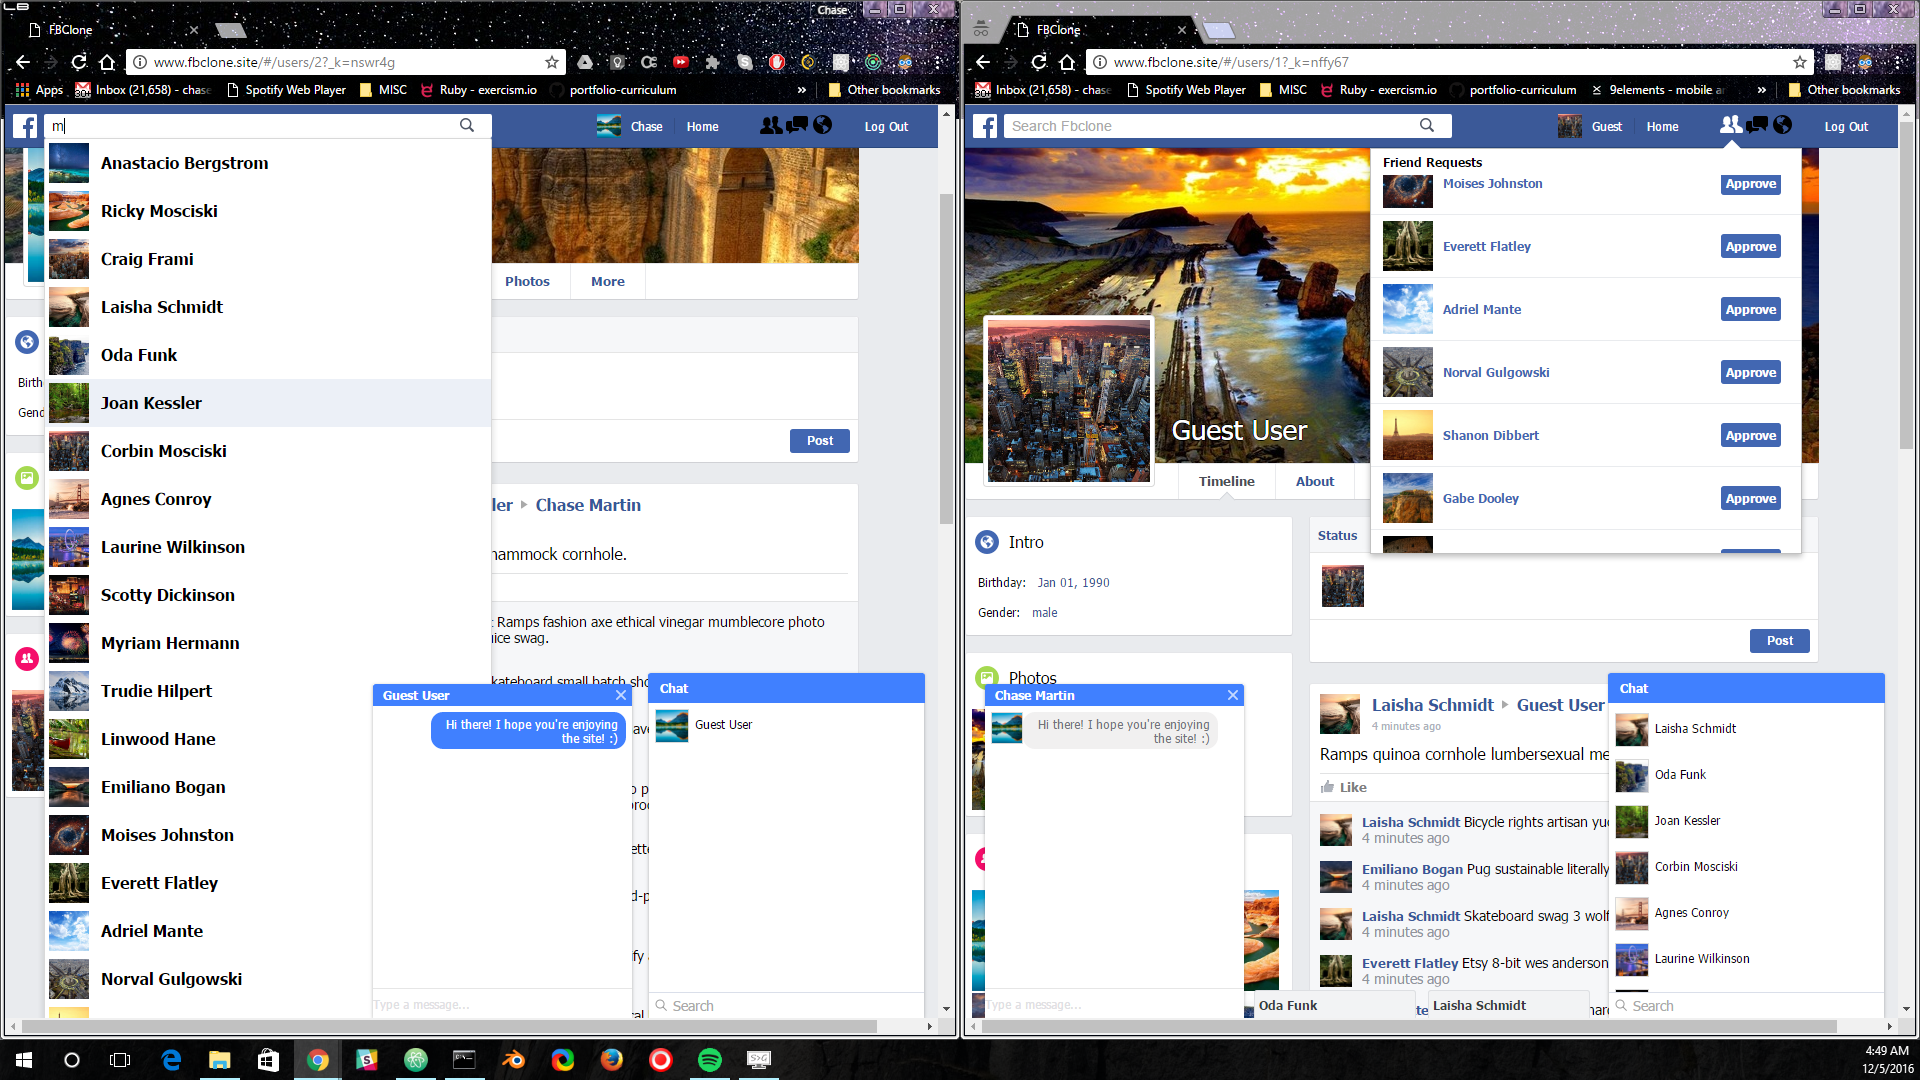 Chase
FBClone
www.fbclone.site/#/users/2?_k=nswr4g
Apps
Inbox (21,658) - chase
Spotify Web Player
MISC
Ruby - exercism.io
portfolio-curriculum
»
Other bookmarks
m
Chase
Home
Log Out
Anastacio Bergstrom
Ricky Mosciski
Craig Frami
Laisha Schmidt
Oda Funk
Joan Kessler
Corbin Mosciski
Agnes Conroy
Laurine Wilkinson
Scotty Dickinson
Myriam Hermann
Trudie Hilpert
Linwood Hane
Emiliano Bogan
Moises Johnston
Everett Flatley
Adriel Mante
Norval Gulgowski
Photos
More
Birth
Gend
Post
ler ▸ Chase Martin
hammock cornhole.
Ramps fashion axe ethical vinegar mumblecore photo
uice swag.
kateboard small batch sho
Guest User
Hi there! I hope you're enjoying
the site! :)
Type a message...
Chat
Guest User
Search
FBClone
www.fbclone.site/#/users/1?_k=nffy67
Inbox (21,658) - chase
Spotify Web Player
MISC
Ruby - exercism.io
portfolio-curriculum
9elements - mobile a
»
Other bookmarks
Search Fbclone
Guest
Home
Log Out
Friend Requests
Moises Johnston
Approve
Everett Flatley
Approve
Adriel Mante
Approve
Norval Gulgowski
Approve
Shanon Dibbert
Approve
Gabe Dooley
Approve
Guest User
Timeline
About
Intro
Birthday: Jan 01, 1990
Gender: male
Photos
Status
Post
Laisha Schmidt ▸ Guest User
4 minutes ago
Ramps quinoa cornhole lumbersexual me
Like
Laisha Schmidt Bicycle rights artisan yu
4 minutes ago
Emiliano Bogan Pug sustainable literally
4 minutes ago
Laisha Schmidt Skateboard swag 3 wolf
4 minutes ago
Everett Flatley Etsy 8-bit wes anderson
4 minutes ago
Chase Martin
Hi there! I hope you're enjoying
the site! :)
Type a message...
Oda Funk
Laisha Schmidt
Chat
Laisha Schmidt
Oda Funk
Joan Kessler
Corbin Mosciski
Agnes Conroy
Laurine Wilkinson
Search
4:49 AM
12/5/2016